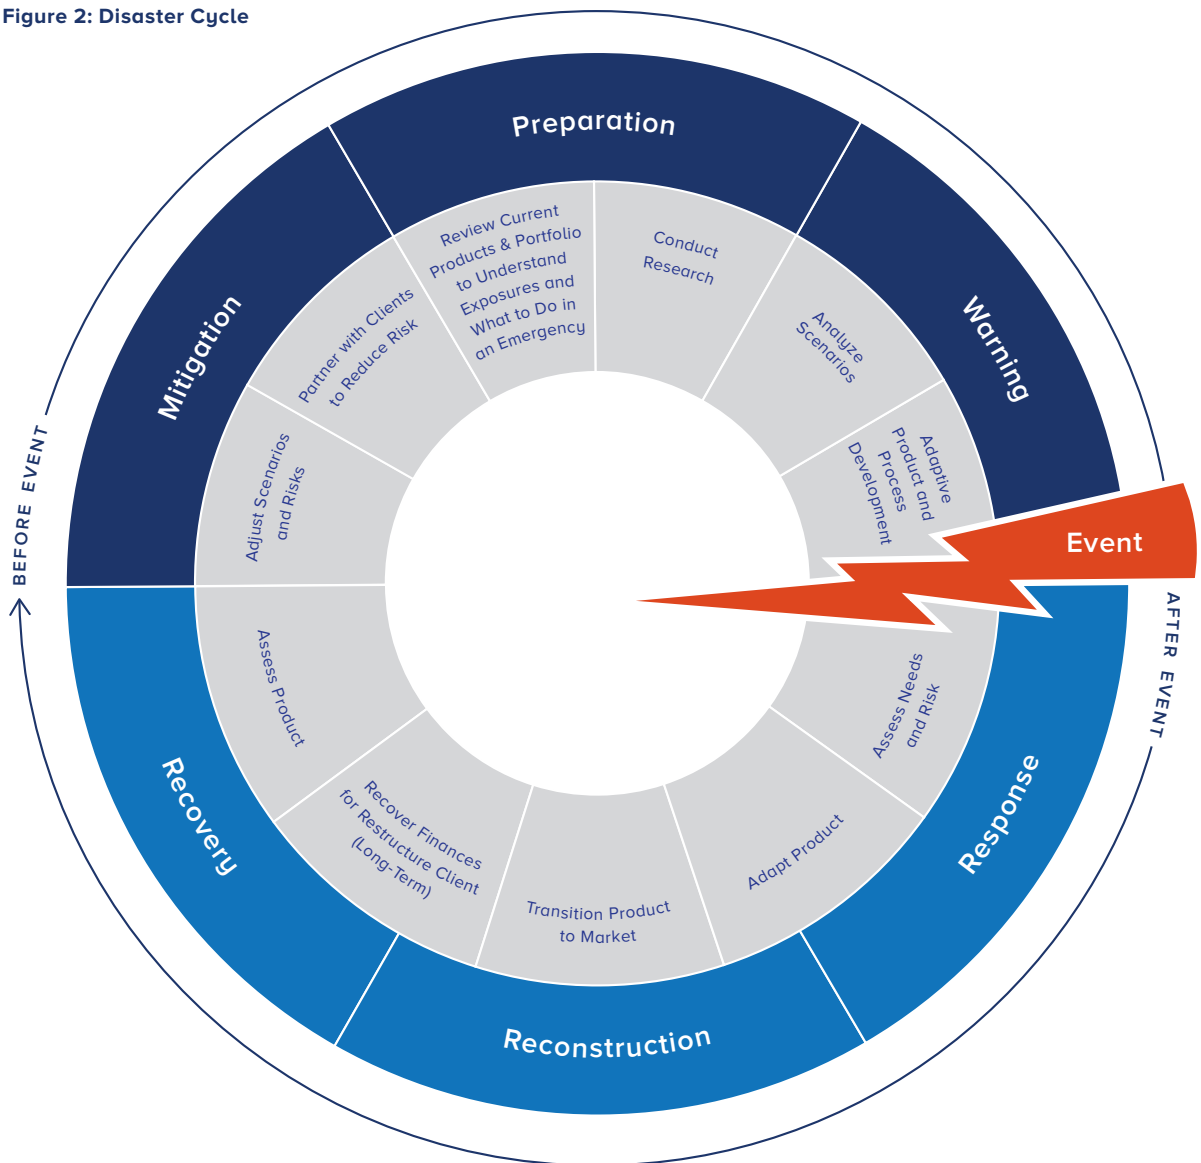 Figure 2: Disaster Cycle
Preparation
Warning
Event
Response
Reconstruction
Recovery
Mitigation
BEFORE EVENT
AFTER EVENT
Review Current
Products & Portfolio
to Understand
Exposures and
What to Do in
an Emergency
Conduct
Research
Analyze
Scenarios
Adaptive
Product and
Process
Development
Assess Needs
and Risk
Adapt Product
Transition Product
to Market
Recover Finances
for Restructure Client
(Long-Term)
Assess Product
Adjust Scenarios
and Risks
Partner with Clients
to Reduce Risk